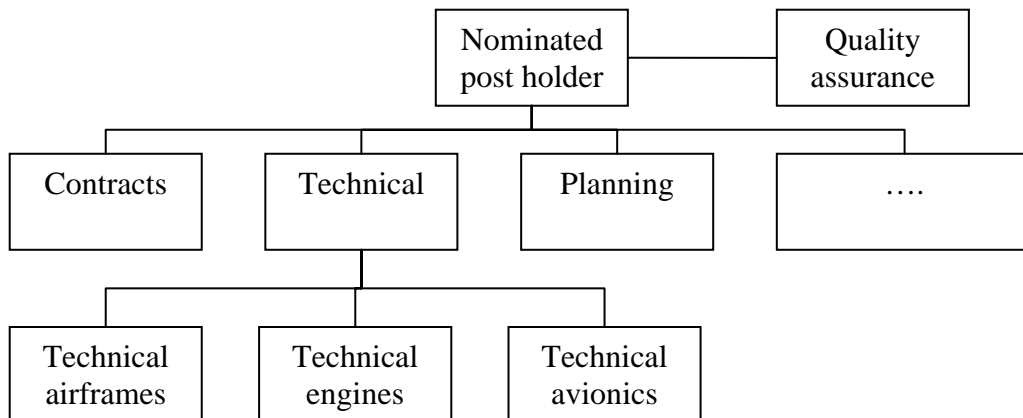 Nominated
post holder
Quality
assurance
Contracts
Technical
Planning
….
Technical
airframes
Technical
engines
Technical
avionics